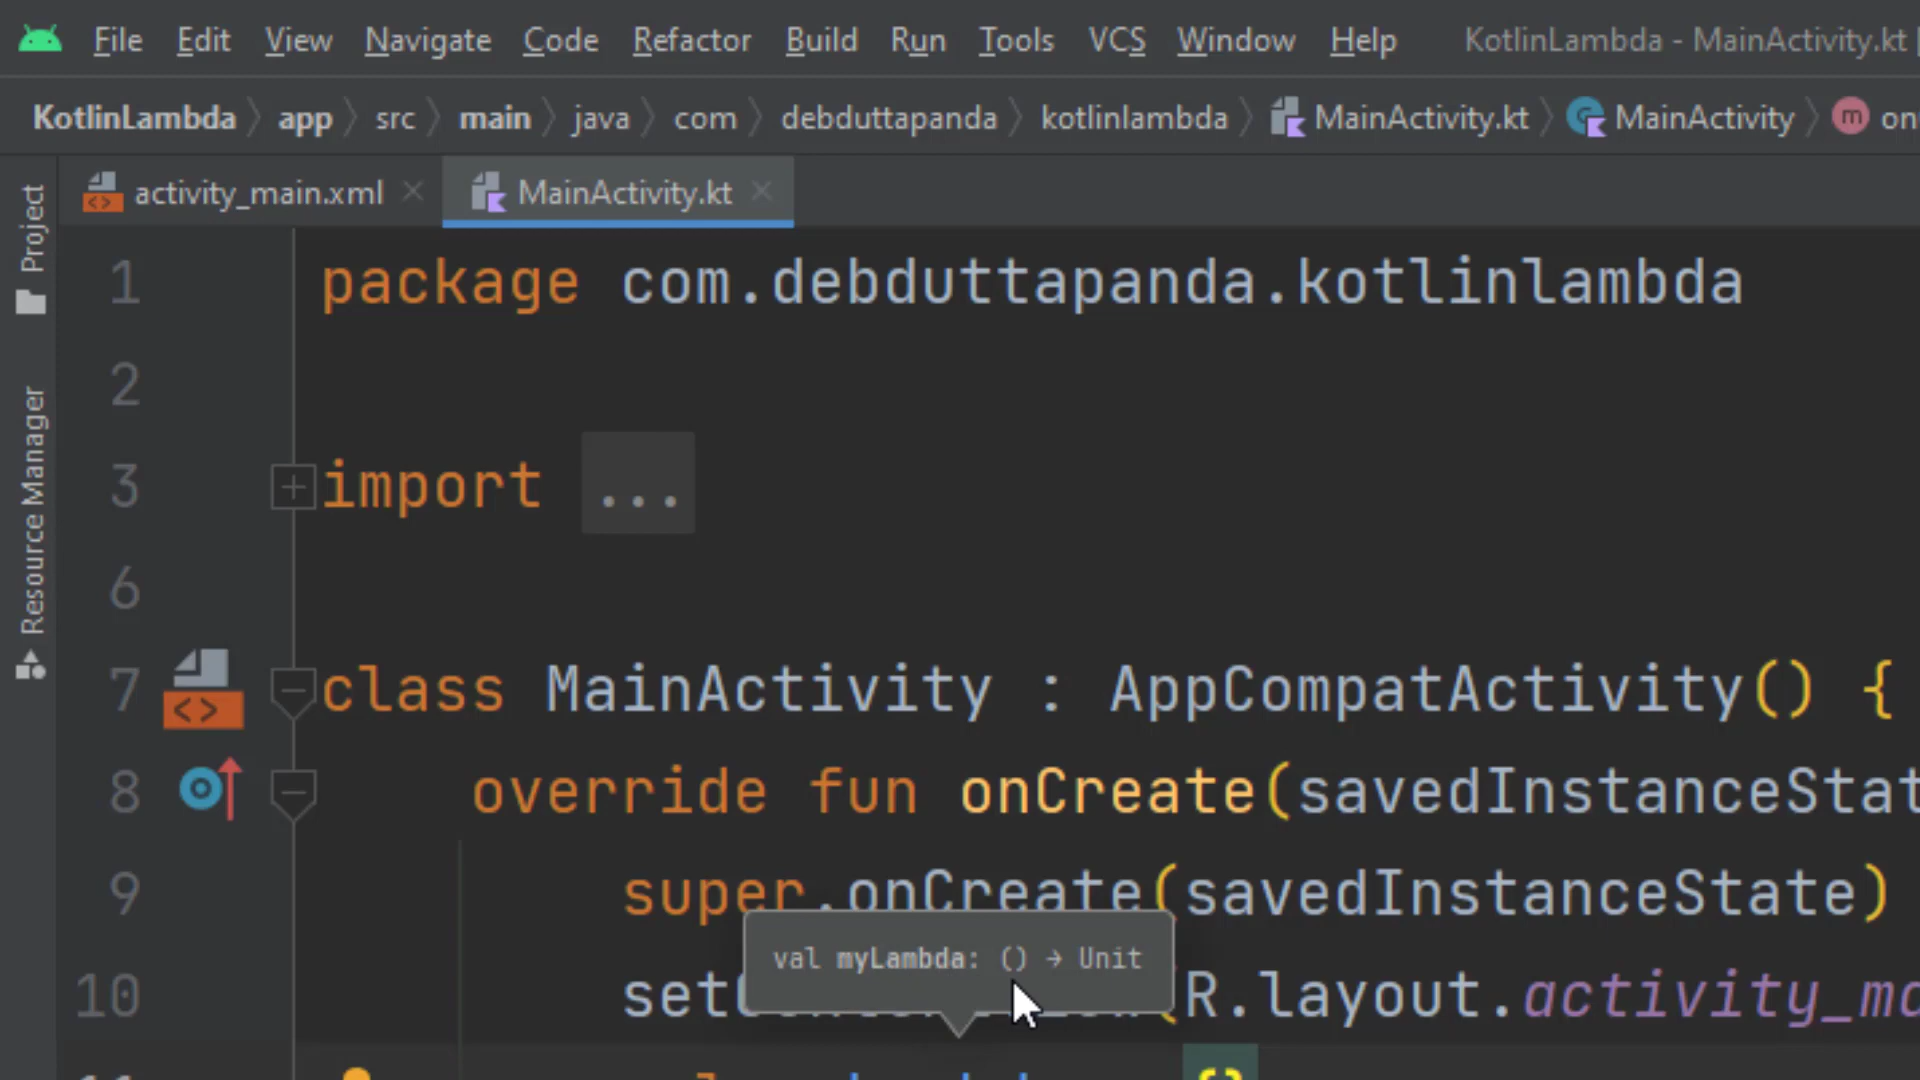 File Edit View Navigate Code Refactor Build Run Tools VCS Window Help KotlinLambda - MainActivity.kt
KotlinLambda app src main java com debduttapanda kotlinlambda MainActivity.kt MainActivity m on
activity_main.xml MainActivity.kt
Project
Resource Manager
1 package com.debduttapanda.kotlinlambda
2
3 import ...
6
7 class MainActivity : AppCompatActivity() {
8 override fun onCreate(savedInstanceStat
9 super.onCreate(savedInstanceState)
val myLambda: () → Unit
10 set (R.layout.activity_ma
{}